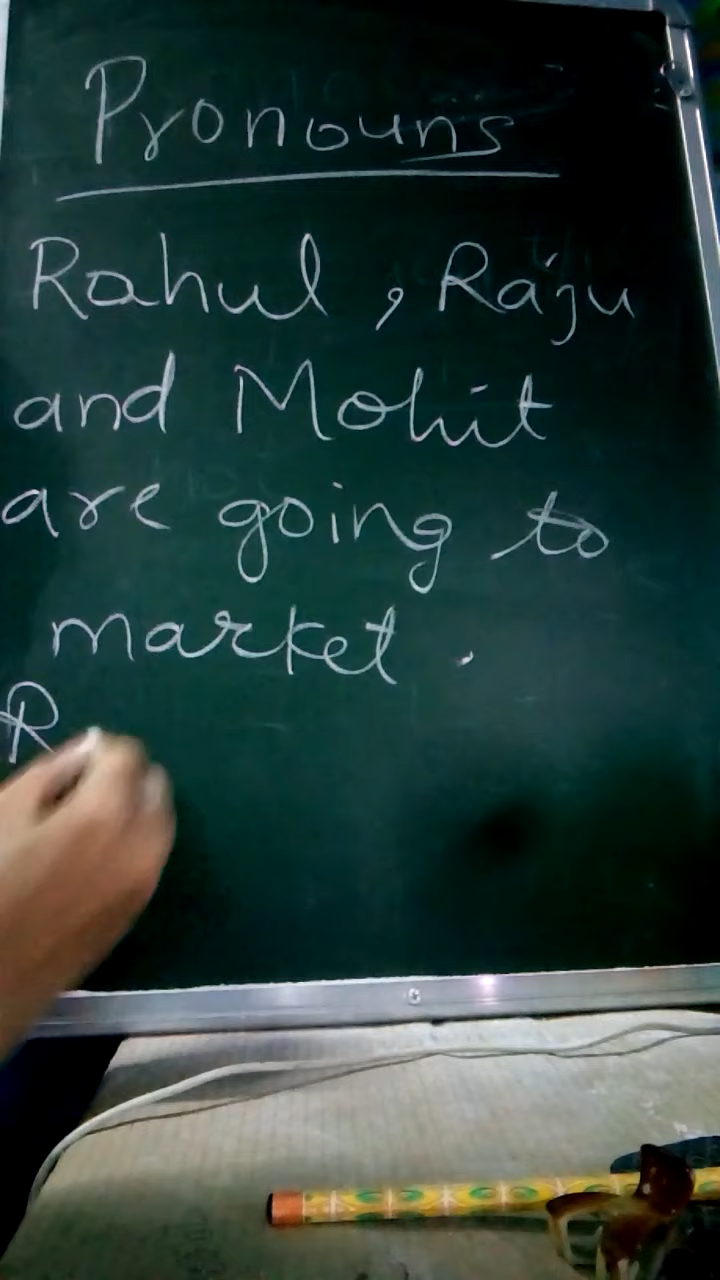 Pronouns
Rahul, Raju
and Mohit
are going to
market.
R